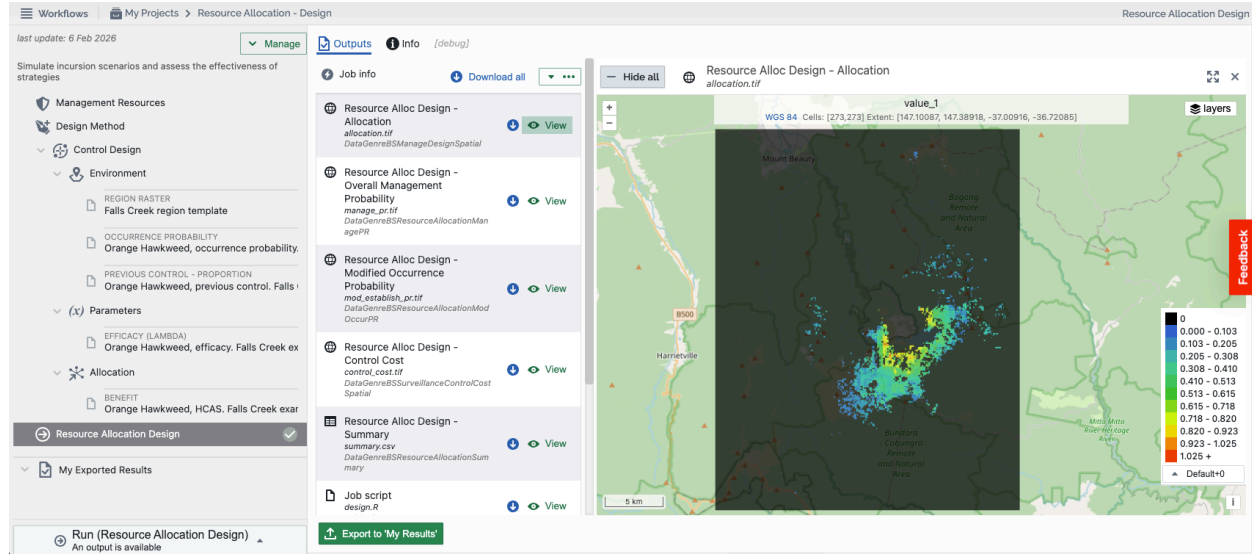 Workflows
My Projects > Resource Allocation - Design
Resource Allocation Design
last update: 6 Feb 2026
Manage
Simulate incursion scenarios and assess the effectiveness of
strategies
Management Resources
Design Method
Control Design
Environment
REGION RASTER
Falls Creek region template
OCCURRENCE PROBABILITY
Orange Hawkweed, occurrence probability.
PREVIOUS CONTROL - PROPORTION
Orange Hawkweed, previous control. Falls
(x) Parameters
EFFICACY (LAMBDA)
Orange Hawkweed, efficacy. Falls Creek ex
Allocation
BENEFIT
Orange Hawkweed, HCAS. Falls Creek exar
Resource Allocation Design
My Exported Results
Run (Resource Allocation Design)
An output is available
Outputs
Info
[debug]
Job info
Download all
Resource Alloc Design -
Allocation
allocation.tif
DataGenreBSManageDesignSpatial
View
Resource Alloc Design -
Overall Management
Probability
manage_pr.tif
DataGenreBSResourceAllocationMan
agePR
View
Resource Alloc Design -
Modified Occurrence
Probability
mod_establish_pr.tif
DataGenreBSResourceAllocationMod
OccurPR
View
Resource Alloc Design -
Control Cost
control_cost.tif
DataGenreBSSurveillanceControlCost
Spatial
View
Resource Alloc Design -
Summary
summary.csv
DataGenreBSResourceAllocationSum
mary
View
Job script
design.R
View
Export to 'My Results'
Hide all
Resource Alloc Design - Allocation
allocation.tif
+
−
value_1
WGS 84 Cells: [273,273] Extent: [147.10087, 147.38918, -37.00916, -36.72085]
layers
Mount Beauty
Bogong
Remote
and Natural
Area
B500
Harrietville
Bundara
Cobungra
Remote
and Natural
Area
Mitta Mitta
River Heritage
River
5 km
Feedback
0
0.000 - 0.103
0.103 - 0.205
0.205 - 0.308
0.308 - 0.410
0.410 - 0.513
0.513 - 0.615
0.615 - 0.718
0.718 - 0.820
0.820 - 0.923
0.923 - 1.025
1.025 +
Default+0
i